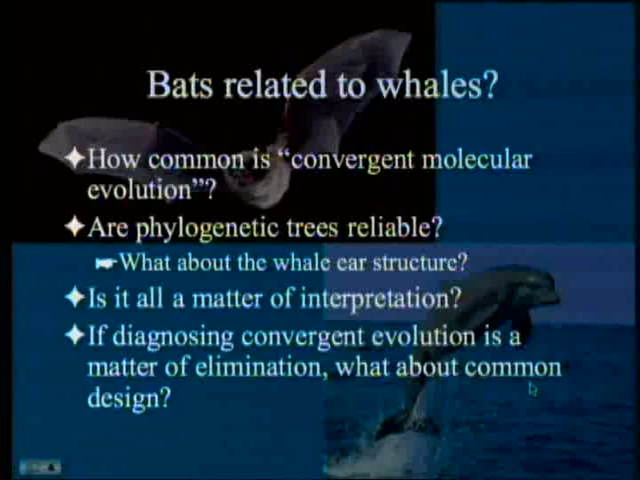 Bats related to whales?
How common is “convergent molecular
evolution”?
Are phylogenetic trees reliable?
What about the whale ear structure?
Is it all a matter of interpretation?
If diagnosing convergent evolution is a
matter of elimination, what about common
design?